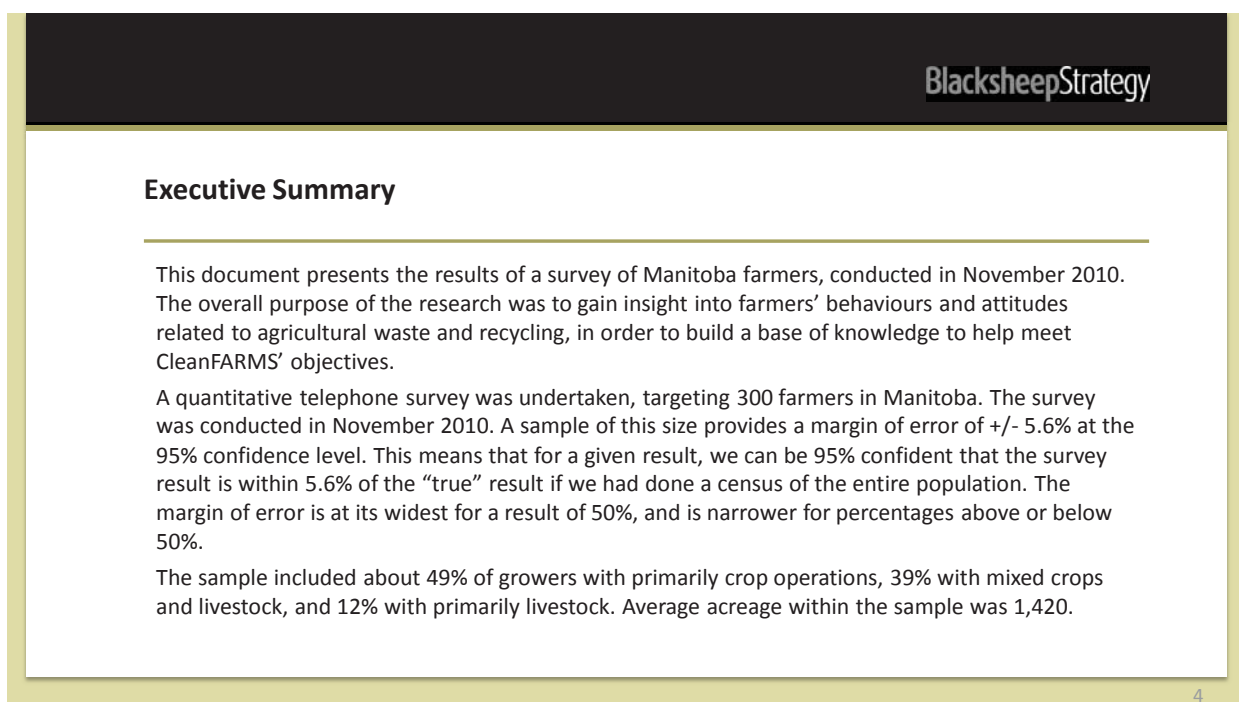 BlacksheepStrategy
Executive Summary
This document presents the results of a survey of Manitoba farmers, conducted in November 2010.
The overall purpose of the research was to gain insight into farmers’ behaviours and attitudes
related to agricultural waste and recycling, in order to build a base of knowledge to help meet
CleanFARMS’ objectives.
A quantitative telephone survey was undertaken, targeting 300 farmers in Manitoba. The survey
was conducted in November 2010. A sample of this size provides a margin of error of +/- 5.6% at the
95% confidence level. This means that for a given result, we can be 95% confident that the survey
result is within 5.6% of the “true” result if we had done a census of the entire population. The
margin of error is at its widest for a result of 50%, and is narrower for percentages above or below
50%.
The sample included about 49% of growers with primarily crop operations, 39% with mixed crops
and livestock, and 12% with primarily livestock. Average acreage within the sample was 1,420.
4